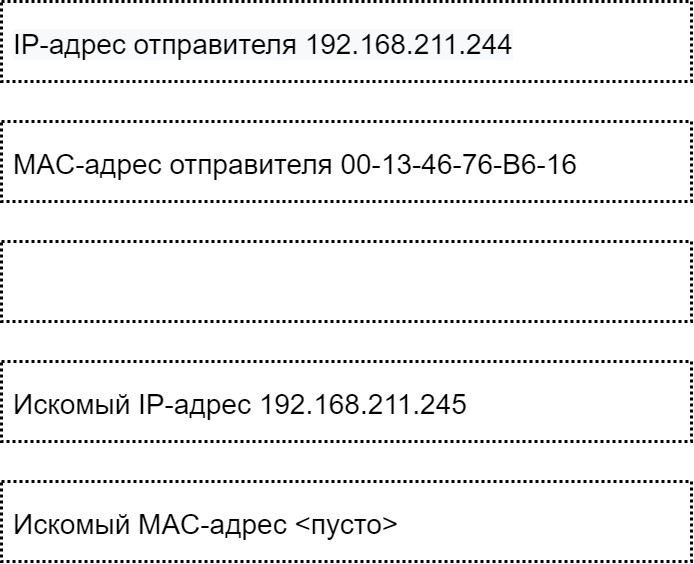 IP-адрес отправителя 192.168.211.244
MAC-адрес отправителя 00-13-46-76-B6-16
Искомый IP-адрес 192.168.211.245
Искомый MAC-адрес <пусто>